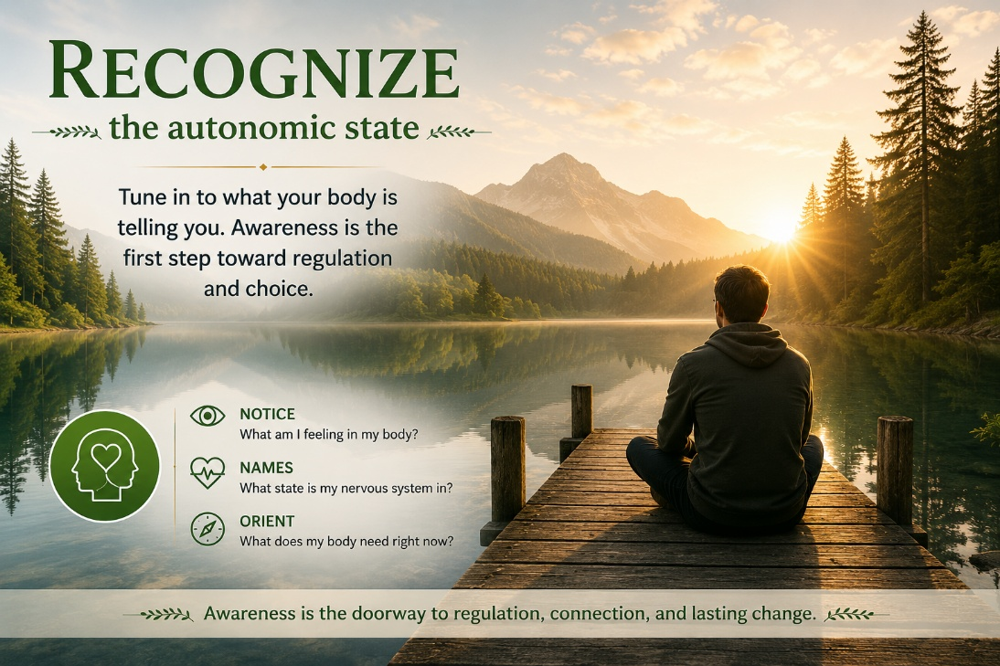 RECOGNIZE
the autonomic state
Tune in to what your body is
telling you. Awareness is the
first step toward regulation
and choice.
NOTICE
What am I feeling in my body?
NAMES
What state is my nervous system in?
ORIENT
What does my body need right now?
Awareness is the doorway to regulation, connection, and lasting change.